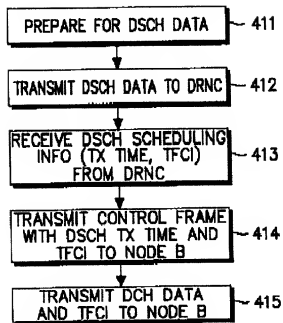 PREPARE FOR DSCH DATA
411
TRANSMIT DSCH DATA TO DRNC
412
RECEIVE DSCH SCHEDULING
INFO (TX TIME, TFCI)
FROM DRNC
413
TRANSMIT CONTROL FRAME
WITH DSCH TX TIME AND
TFCI TO NODE B
414
TRANSMIT DCH DATA
AND TFCI TO NODE B
415